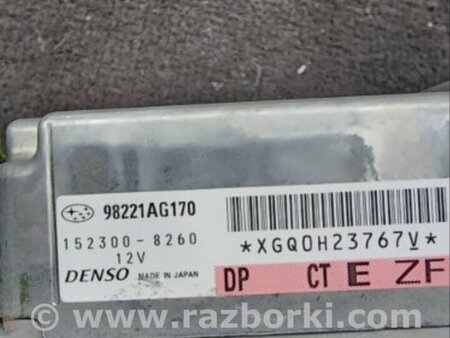 98221AG170
152300-8260
12V
DENSO MADE IN JAPAN
*XGQ0H23767V*
DP CT E ZF
© www.razborki.com